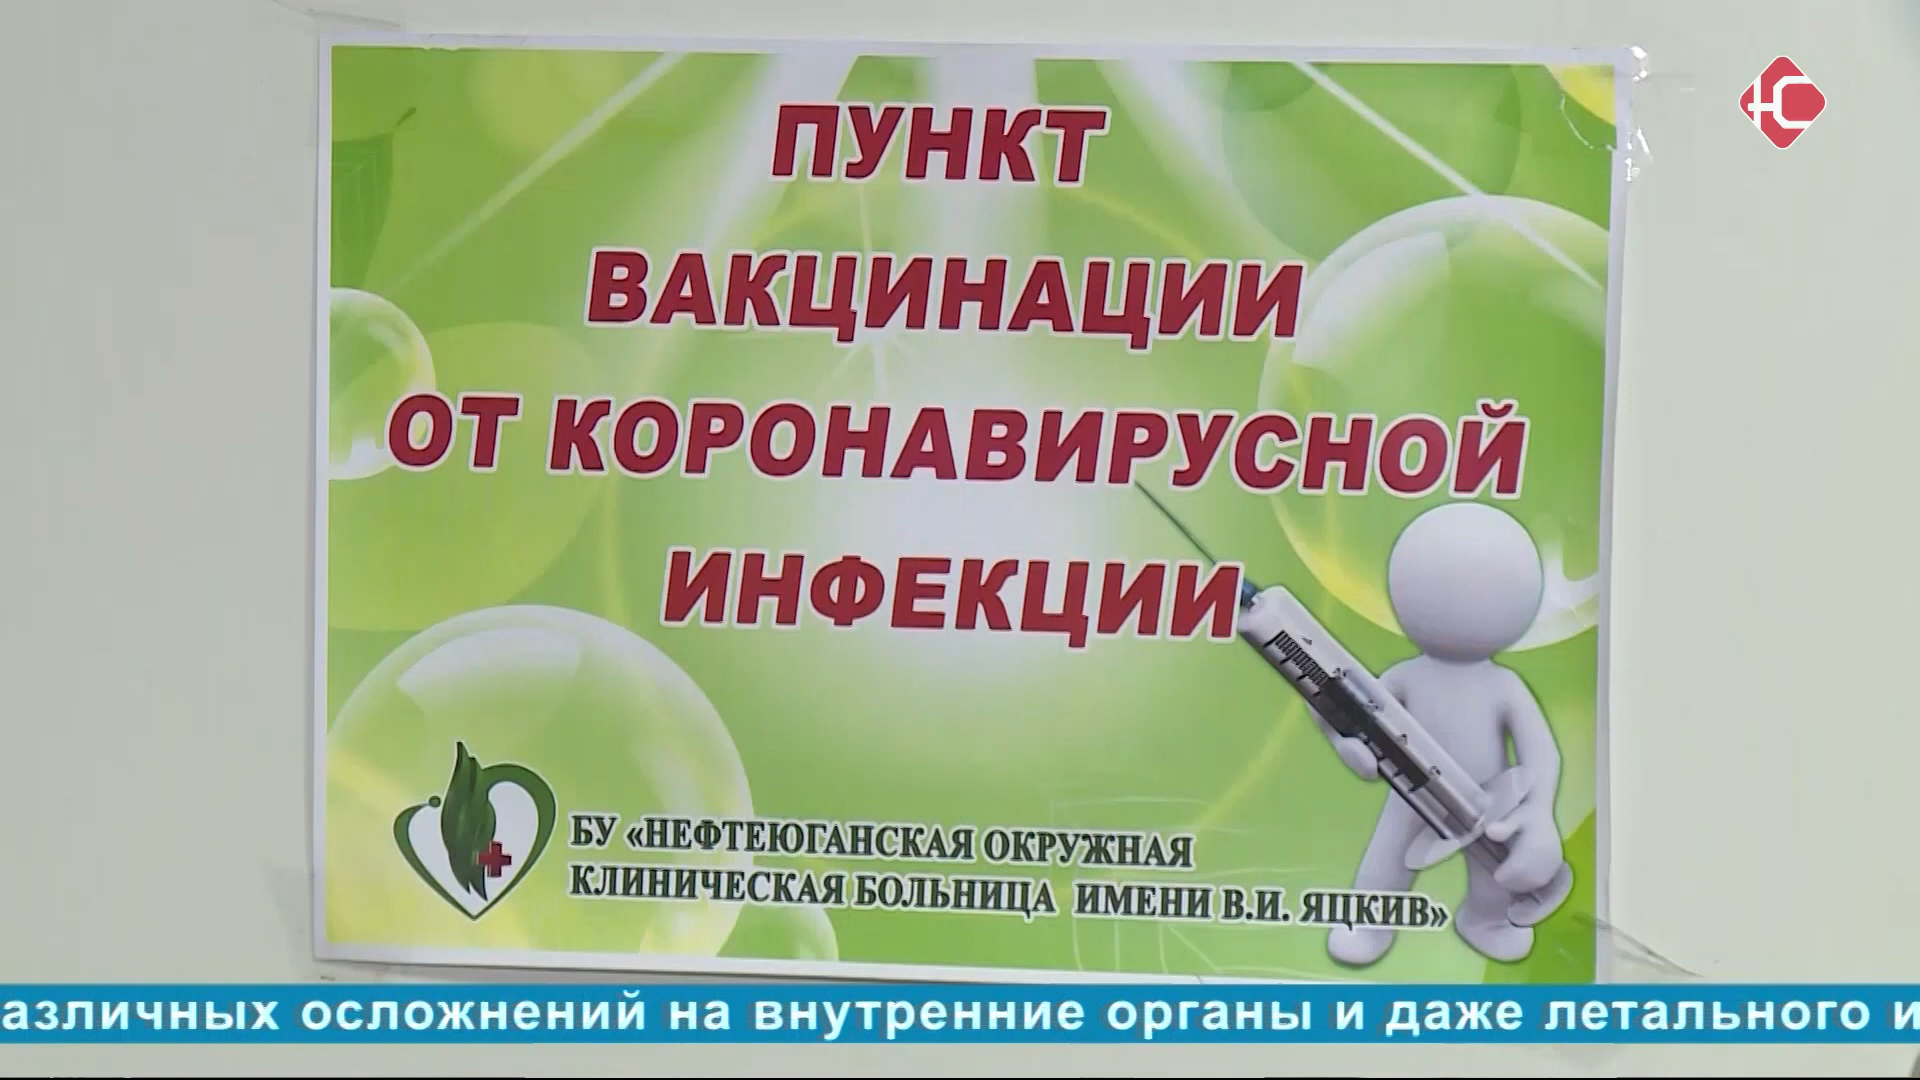 ПУНКТ
ВАКЦИНАЦИИ
ОТ КОРОНАВИРУСНОЙ
ИНФЕКЦИИ
БУ «НЕФТЕЮГАНСКАЯ ОКРУЖНАЯ
КЛИНИЧЕСКАЯ БОЛЬНИЦА ИМЕНИ В.И. ЯЦКИВ»
азличных осложнений на внутренние органы и даже летального и